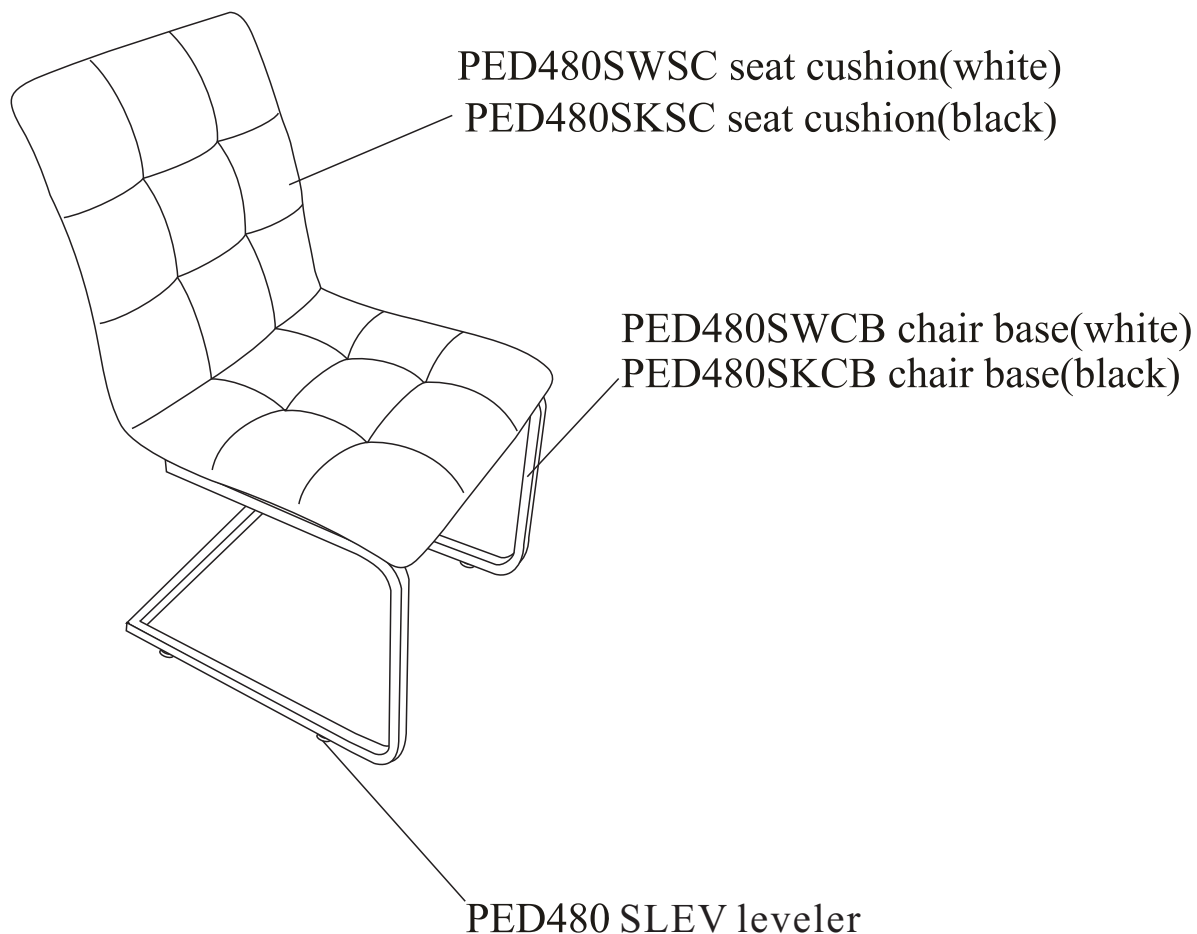 PED480SWSC seat cushion(white)
PED480SKSC seat cushion(black)
PED480SWCB chair base(white)
PED480SKCB chair base(black)
PED480 SLEV leveler